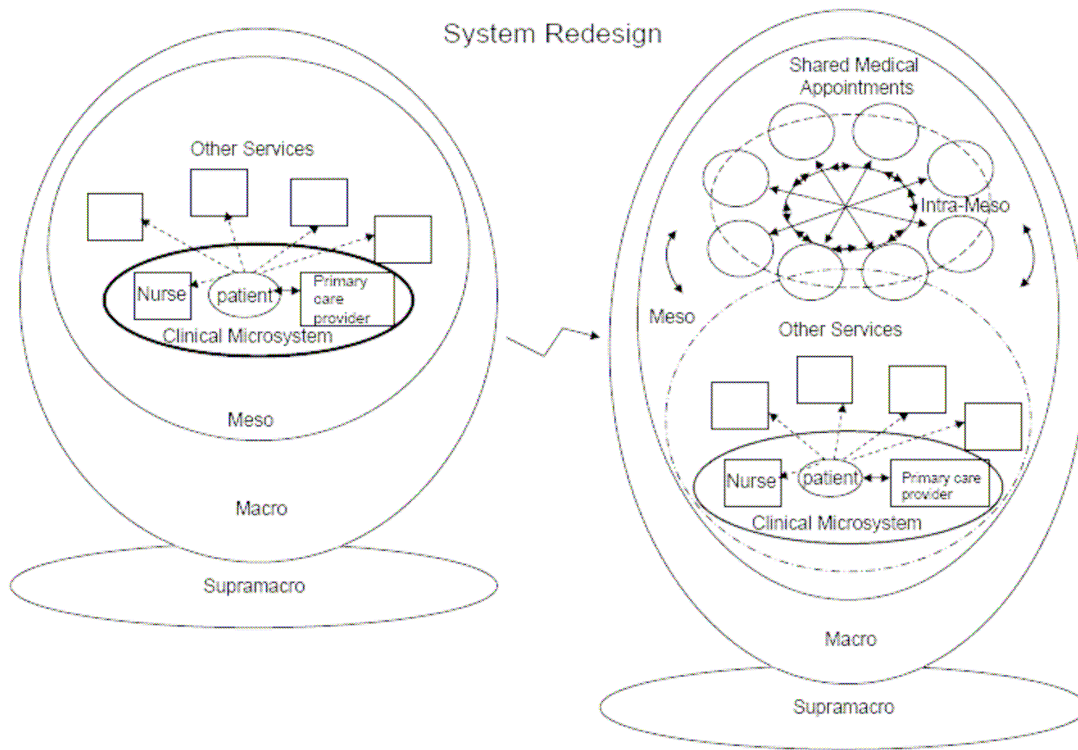 System Redesign
Other Services
Nurse
patient
Primary
care
provider
Clinical Microsystem
Meso
Macro
Supramacro
Shared Medical
Appointments
Intra-Meso
Meso
Other Services
Nurse
patient
Primary care
provider
Clinical Microsystem
Macro
Supramacro